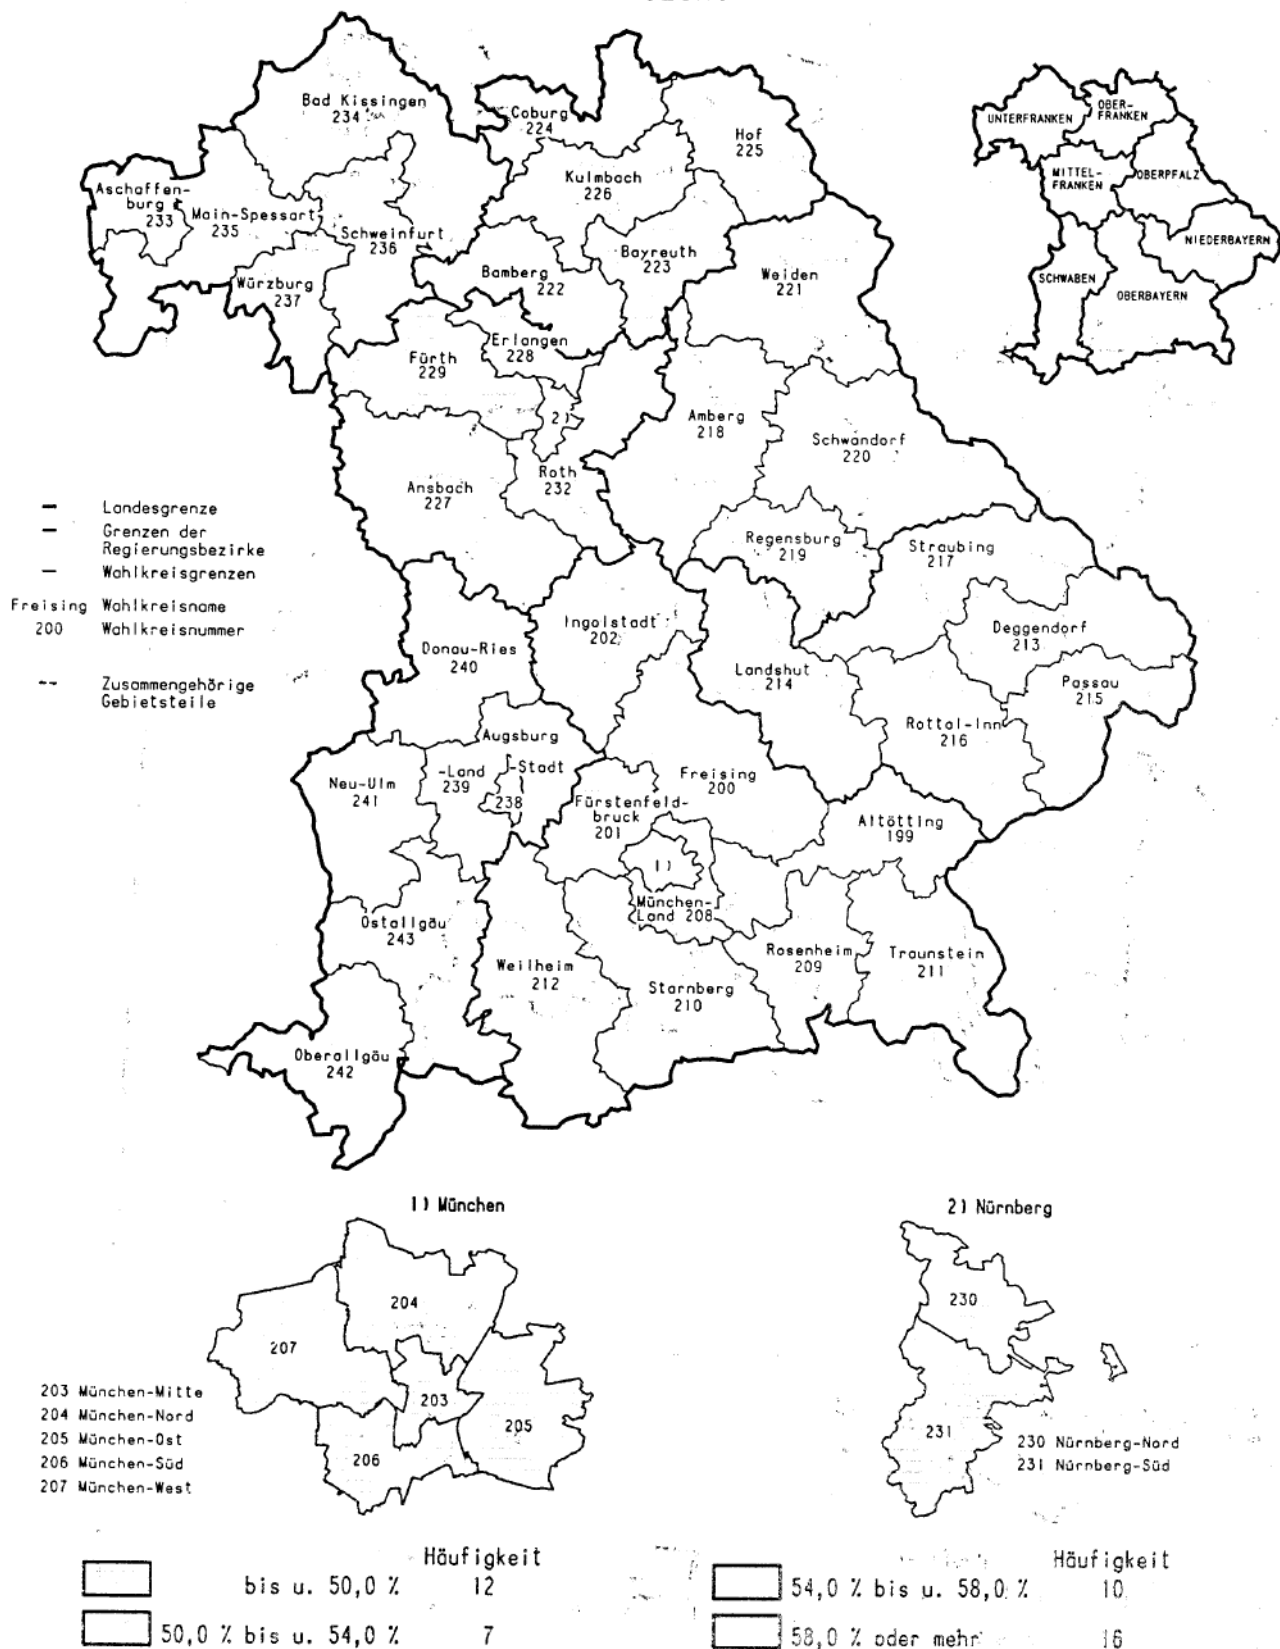 Bad Kissingen
234
Coburg
224
Hof
225
Kulmbach
226
Aschaffen-
burg
233
Main-Spessart
235
Schweinfurt
236
Bayreuth
223
Bamberg
222
Weiden
221
Würzburg
237
Erlangen
228
Fürth
229
2)
Amberg
218
Schwandorf
220
Roth
232
Ansbach
227
Regensburg
219
Straubing
217
Ingolstadt
202
Deggendorf
213
Donau-Ries
240
Landshut
214
Passau
215
Rottal-Inn
216
Augsburg
-Land
239
-Stadt
238
Neu-Ulm
241
Freising
200
Fürstenfeld-
bruck
201
Altötting
199
1)
München-
Land 208
Ostallgäu
243
Rosenheim
209
Traunstein
211
Weilheim
212
Starnberg
210
Oberallgäu
242
UNTERFRANKEN
OBER-
FRANKEN
MITTEL-
FRANKEN
OBERPFALZ
NIEDERBAYERN
SCHWABEN
OBERBAYERN
Landesgrenze
Grenzen der
Regierungsbezirke
Wahlkreisgrenzen
Freising Wahlkreisname
200 Wahlkreisnummer
Zusammengehörige
Gebietsteile
1) München
204
207
203
205
206
203 München-Mitte
204 München-Nord
205 München-Ost
206 München-Süd
207 München-West
2) Nürnberg
230
231
230 Nürnberg-Nord
231 Nürnberg-Süd
Häufigkeit
bis u. 50,0 % 12
50,0 % bis u. 54,0 % 7
Häufigkeit
54,0 % bis u. 58,0 % 10
58,0 % oder mehr 16